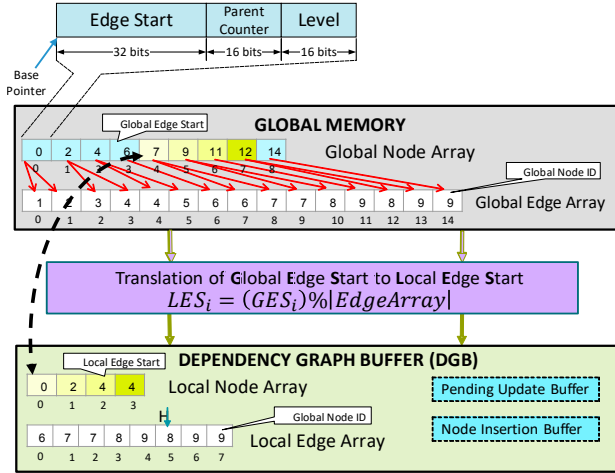 Edge Start
Parent Counter
Level
32 bits
16 bits
16 bits
Base Pointer
Global Edge Start
GLOBAL MEMORY
0 2 4 6 7 9 11 12 14
Global Node Array
0 1 2 3 4 5 6 7 8
Global Node ID
1 3 4 4 5 6 6 7 7 8 9 8 9 9
Global Edge Array
0 1 2 3 4 5 6 7 8 9 10 11 12 13 14
Translation of Global Edge Start to Local Edge Start
LES_i = (GES_i)%|EdgeArray|
DEPENDENCY GRAPH BUFFER (DGB)
Local Edge Start
0 2 4 4
Local Node Array
0 1 2 3
Pending Update Buffer
H
Global Node ID
6 7 7 8 9 8 9 9
Local Edge Array
0 1 2 3 4 5 6 7
Node Insertion Buffer